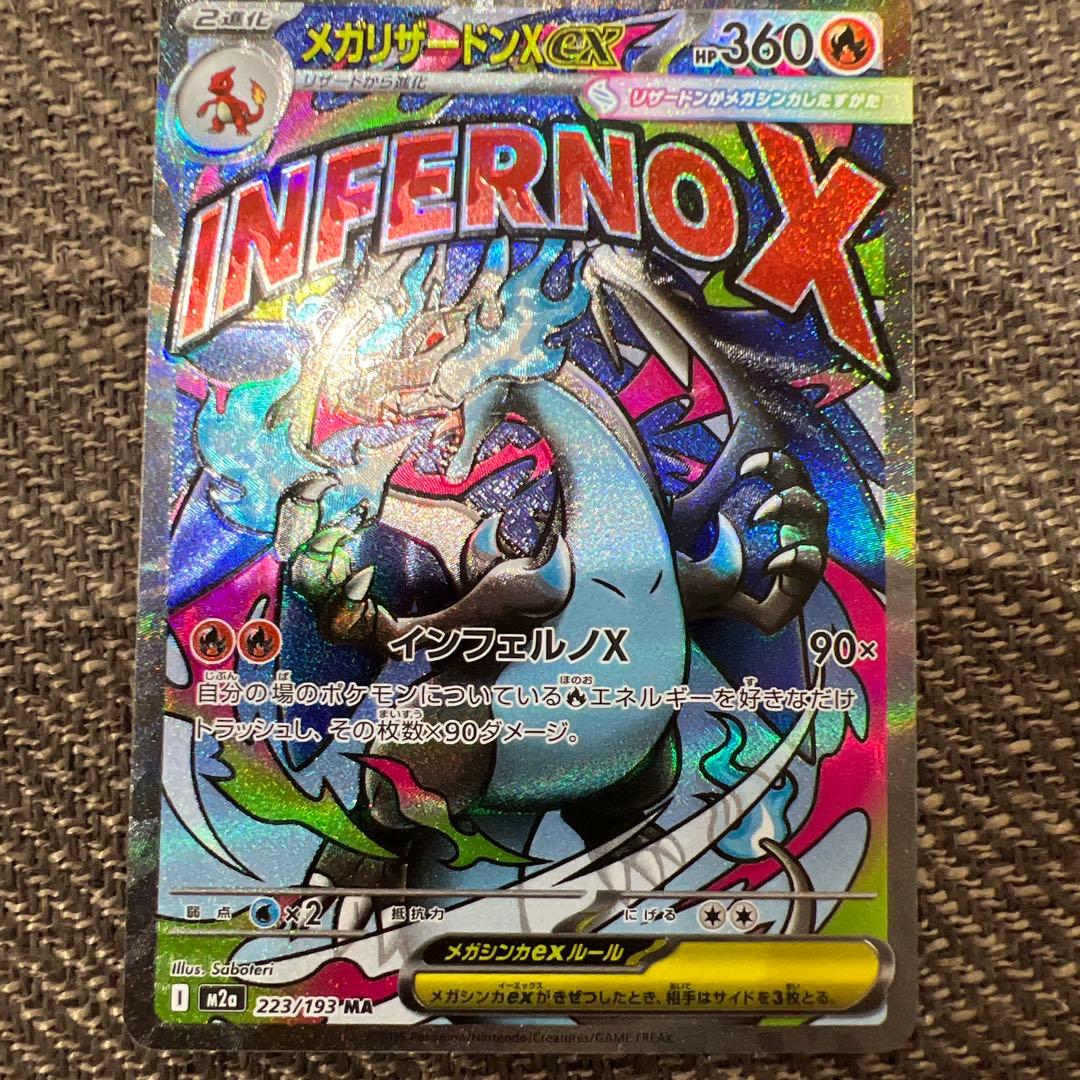 2進化
メガリザードンXex
HP360
リザードから進化
リザードンがメガシンカしたすがた
INFERNO X
インフェルノX 90×
自分の場のポケモンについているエネルギーを好きなだけ
トラッシュし、その枚数×90ダメージ。
弱点 ×2 抵抗力 にげる
メガシンカexルール
メガシンカexがきぜつしたとき、相手はサイドを3枚とる。
Illus. Saboteri
I m2a 223/193 MA
Pokémon/Nintendo/Creatures/GAME FREAK